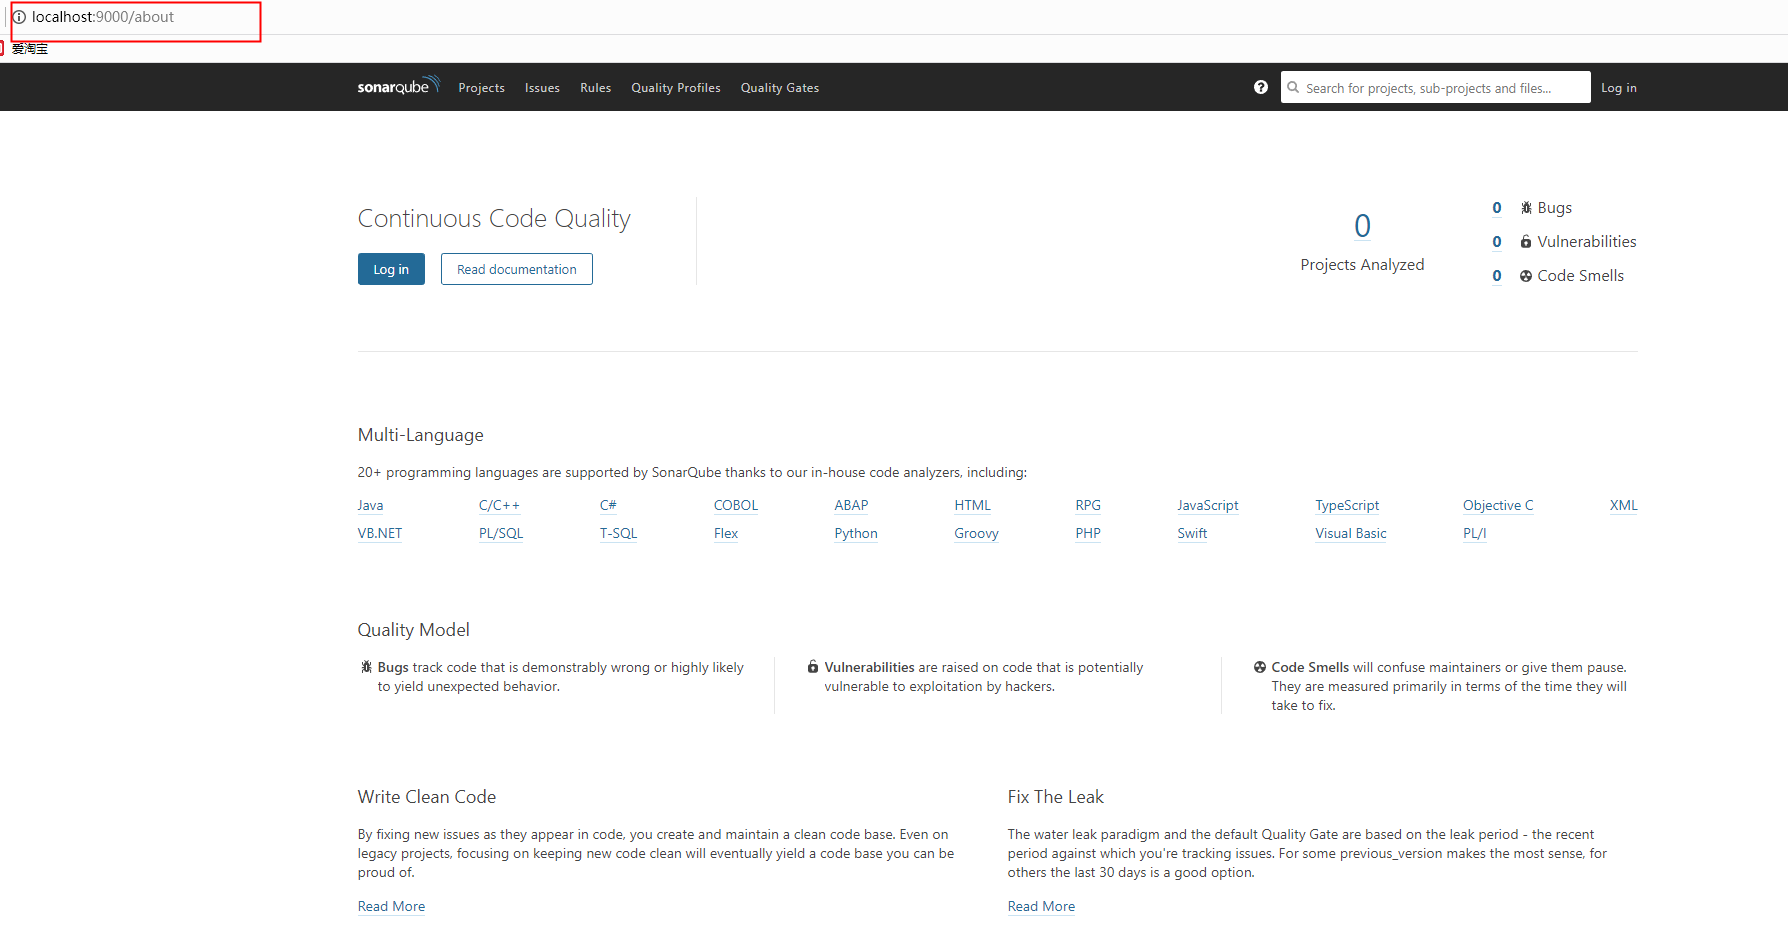 localhost:9000/about
爱淘宝
sonarqube Projects Issues Rules Quality Profiles Quality Gates ? Search for projects, sub-projects and files... Log in
Continuous Code Quality
Log in Read documentation
0
Projects Analyzed
0 Bugs
0 Vulnerabilities
0 Code Smells
Multi-Language
20+ programming languages are supported by SonarQube thanks to our in-house code analyzers, including:
Java C/C++ C# COBOL ABAP HTML RPG JavaScript TypeScript Objective C XML
VB.NET PL/SQL T-SQL Flex Python Groovy PHP Swift Visual Basic PL/I
Quality Model
Bugs track code that is demonstrably wrong or highly likely
to yield unexpected behavior.
Vulnerabilities are raised on code that is potentially
vulnerable to exploitation by hackers.
Code Smells will confuse maintainers or give them pause.
They are measured primarily in terms of the time they will
take to fix.
Write Clean Code
By fixing new issues as they appear in code, you create and maintain a clean code base. Even on
legacy projects, focusing on keeping new code clean will eventually yield a code base you can be
proud of.
Read More
Fix The Leak
The water leak paradigm and the default Quality Gate are based on the leak period - the recent
period against which you're tracking issues. For some previous_version makes the most sense, for
others the last 30 days is a good option.
Read More